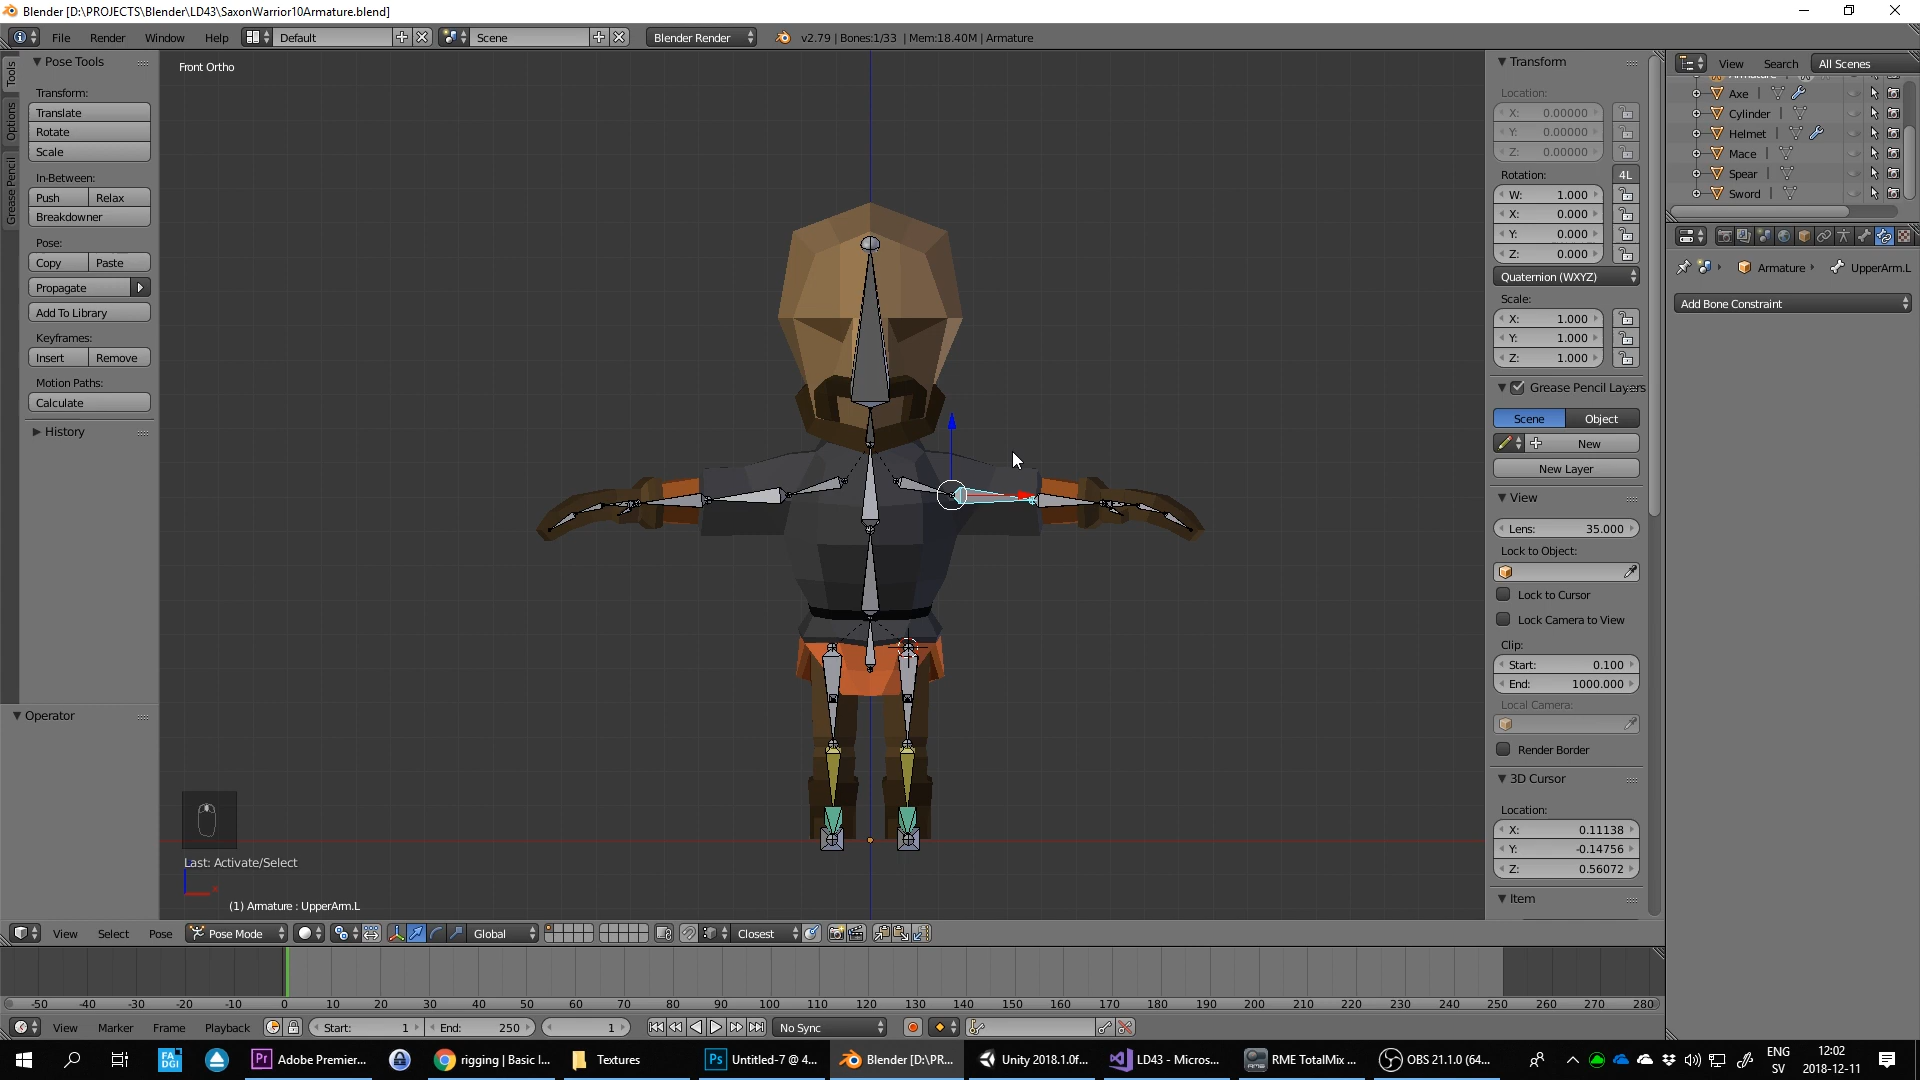 Blender [D:\PROJECTS\Blender\LD43\SaxonWarrior10Armature.blend]
File Render Window Help Default Scene Blender Render v2.79 | Bones:1/33 | Mem:18.40M | Armature
Tools
Options
Grease Pencil
Pose Tools
Transform:
Translate
Rotate
Scale
In-Between:
Push Relax
Breakdowner
Pose:
Copy Paste
Propagate
Add To Library
Keyframes:
Insert Remove
Motion Paths:
Calculate
History
Operator
Front Ortho
Last: Activate/Select
(1) Armature : UpperArm.L
Transform
Location:
X: 0.00000
Y: 0.00000
Z: 0.00000
Rotation: 4L
W: 1.000
X: 0.000
Y: 0.000
Z: 0.000
Quaternion (WXYZ)
Scale:
X: 1.000
Y: 1.000
Z: 1.000
Grease Pencil Layers
Scene Object
New
New Layer
View
Lens: 35.000
Lock to Object:
Lock to Cursor
Lock Camera to View
Clip:
Start: 0.100
End: 1000.000
Local Camera:
Render Border
3D Cursor
Location:
X: 0.11138
Y: -0.14756
Z: 0.56072
Item
View Search All Scenes
Armature
Axe
Cylinder
Helmet
Mace
Spear
Sword
Armature UpperArm.L
Add Bone Constraint
View Select Pose Pose Mode Global Closest
-50 -40 -30 -20 -10 0 10 20 30 40 50 60 70 80 90 100 110 120 130 140 150 160 170 180 190 200 210 220 230 240 250 260 270 280
View Marker Frame Playback Start: 1 End: 250 1 No Sync
FADGI Adobe Premier... rigging | Basic I... Textures Untitled-7 @ 4... Blender [D:\PR... Unity 2018.1.0f... LD43 - Micros... RME TotalMix ... OBS 21.1.0 (64... ENG 12:02
SV 2018-12-11